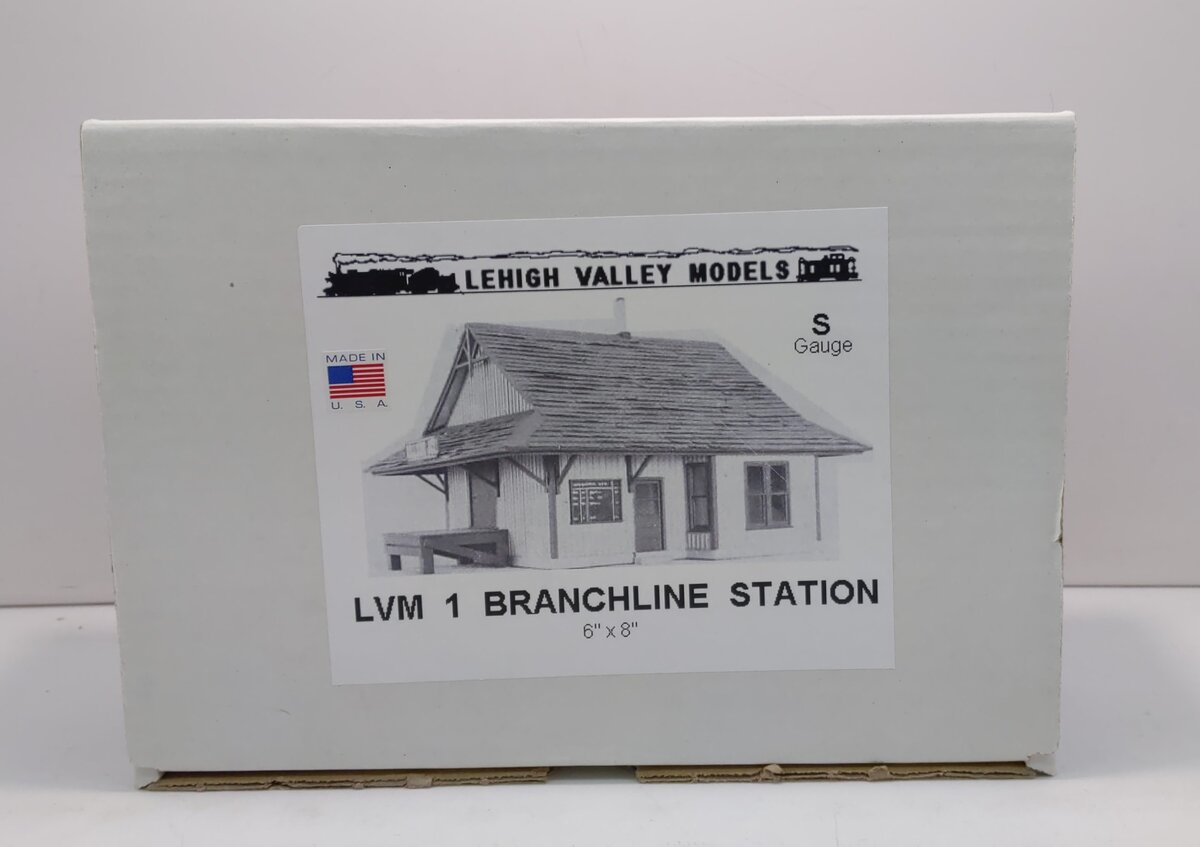 LEHIGH VALLEY MODELS
S
Gauge
MADE IN
U. S. A.
LVM 1 BRANCHLINE STATION
6" x 8"